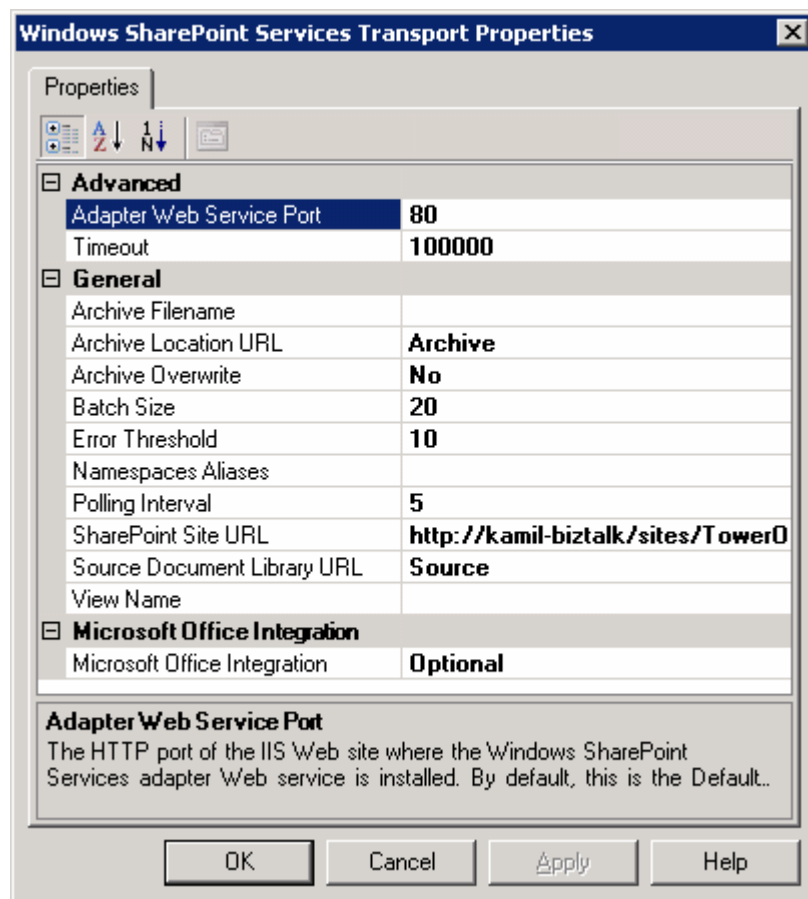 Windows SharePoint Services Transport Properties
Properties
Advanced
Adapter Web Service Port 80
Timeout 100000
General
Archive Filename
Archive Location URL Archive
Archive Overwrite No
Batch Size 20
Error Threshold 10
Namespaces Aliases
Polling Interval 5
SharePoint Site URL http://kamil-biztalk/sites/TowerO
Source Document Library URL Source
View Name
Microsoft Office Integration
Microsoft Office Integration Optional
Adapter Web Service Port
The HTTP port of the IIS Web site where the Windows SharePoint
Services adapter Web service is installed. By default, this is the Default..
OK Cancel Apply Help